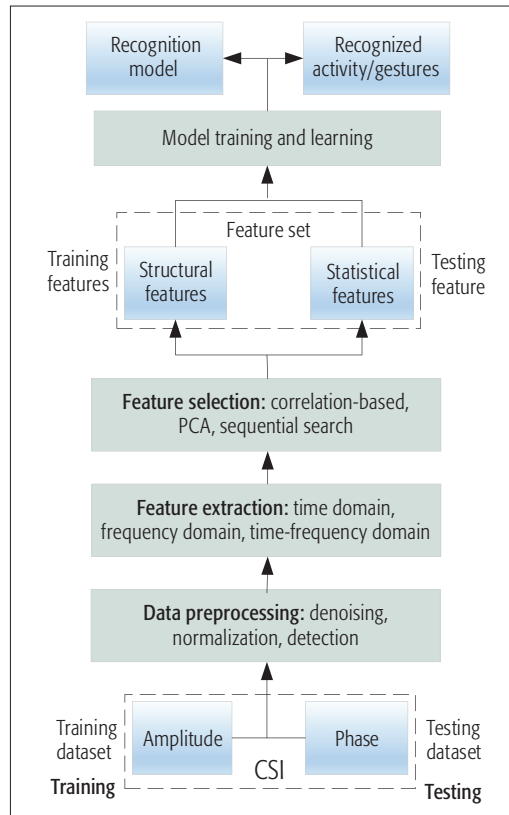 Recognition
model
Recognized
activity/gestures
Model training and learning
Feature set
Training
features
Structural
features
Statistical
features
Testing
feature
Feature selection: correlation-based,
PCA, sequential search
Feature extraction: time domain,
frequency domain, time-frequency domain
Data preprocessing: denoising,
normalization, detection
Training
dataset
Amplitude
Phase
Testing
dataset
CSI
Training
Testing